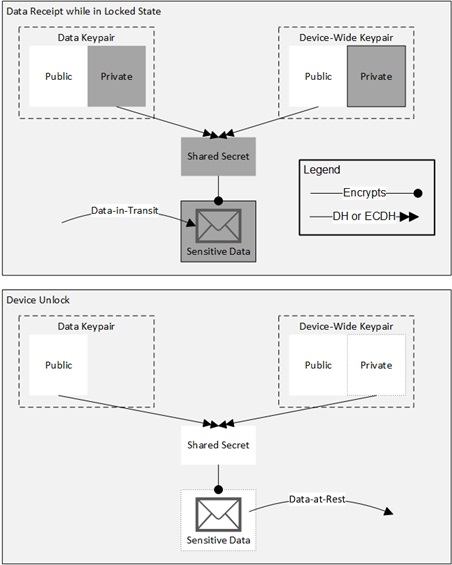 Data Receipt while in Locked State
Data Keypair
Public
Private
Device-Wide Keypair
Public
Private
Shared Secret
Data-in-Transit
Sensitive Data
Legend
Encrypts
DH or ECDH
Device Unlock
Data Keypair
Public
Device-Wide Keypair
Public
Private
Shared Secret
Data-at-Rest
Sensitive Data